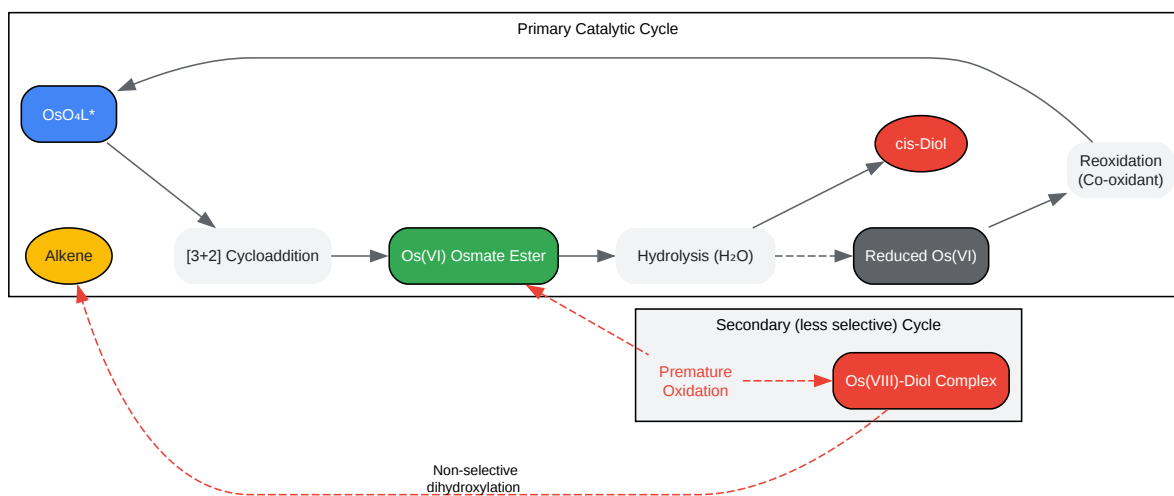 Primary Catalytic Cycle
OsO₄L*
cis-Diol
Reoxidation
(Co-oxidant)
Alkene
[3+2] Cycloaddition
Os(VI) Osmate Ester
Hydrolysis (H₂O)
Reduced Os(VI)
Secondary (less selective) Cycle
Premature
Oxidation
Os(VIII)-Diol Complex
Non-selective
dihydroxylation